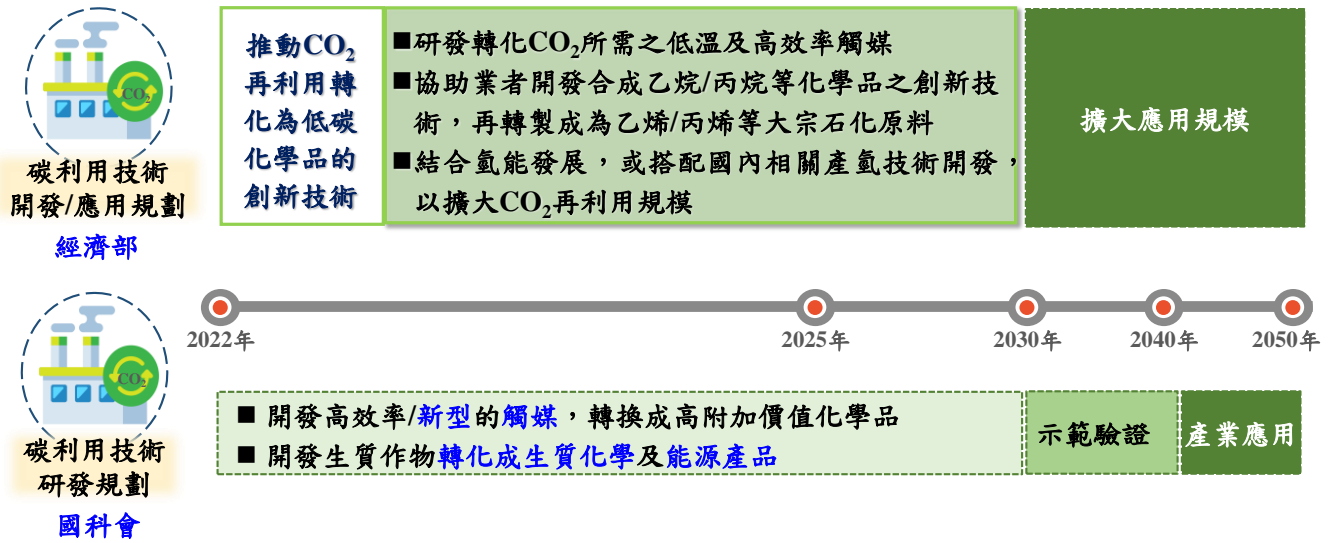 CO2
碳利用技術
開發/應用規劃
經濟部
推動CO2
再利用轉
化為低碳
化學品的
創新技術
■研發轉化CO2所需之低溫及高效率觸媒
■協助業者開發合成乙烷/丙烷等化學品之創新技
術，再轉製成為乙烯/丙烯等大宗石化原料
■結合氫能發展，或搭配國內相關產氫技術開發，
以擴大CO2再利用規模
擴大應用規模
2022年
2025年
2030年
2040年
2050年
CO2
碳利用技術
研發規劃
國科會
■ 開發高效率/新型的觸媒，轉換成高附加價值化學品
■ 開發生質作物轉化成生質化學及能源產品
示範驗證
產業應用